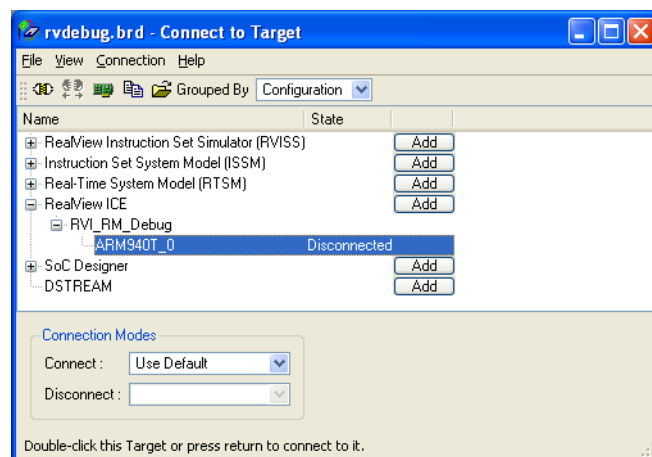 rvdebug.brd - Connect to Target
File View Connection Help
Grouped By Configuration
Name State
RealView Instruction Set Simulator (RVISS) Add
Instruction Set System Model (ISSM) Add
Real-Time System Model (RTSM) Add
RealView ICE Add
RVI_RM_Debug
ARM940T_0 Disconnected
SoC Designer Add
DSTREAM Add
Connection Modes
Connect : Use Default
Disconnect :
Double-click this Target or press return to connect to it.